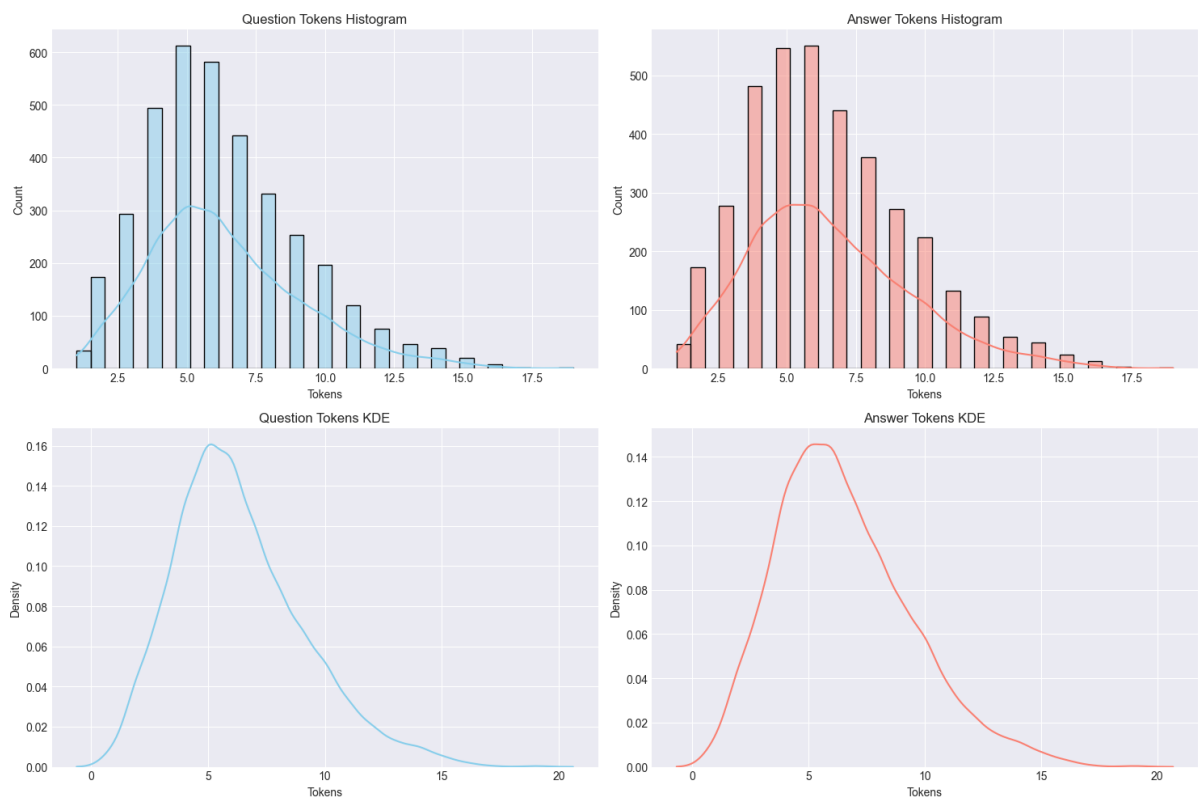 Question Tokens Histogram
Count
600
500
400
300
200
100
0
2.5 5.0 7.5 10.0 12.5 15.0 17.5
Tokens
Answer Tokens Histogram
Count
500
400
300
200
100
0
2.5 5.0 7.5 10.0 12.5 15.0 17.5
Tokens
Question Tokens KDE
Density
0.16
0.14
0.12
0.10
0.08
0.06
0.04
0.02
0.00
0 5 10 15 20
Tokens
Answer Tokens KDE
Density
0.14
0.12
0.10
0.08
0.06
0.04
0.02
0.00
0 5 10 15 20
Tokens